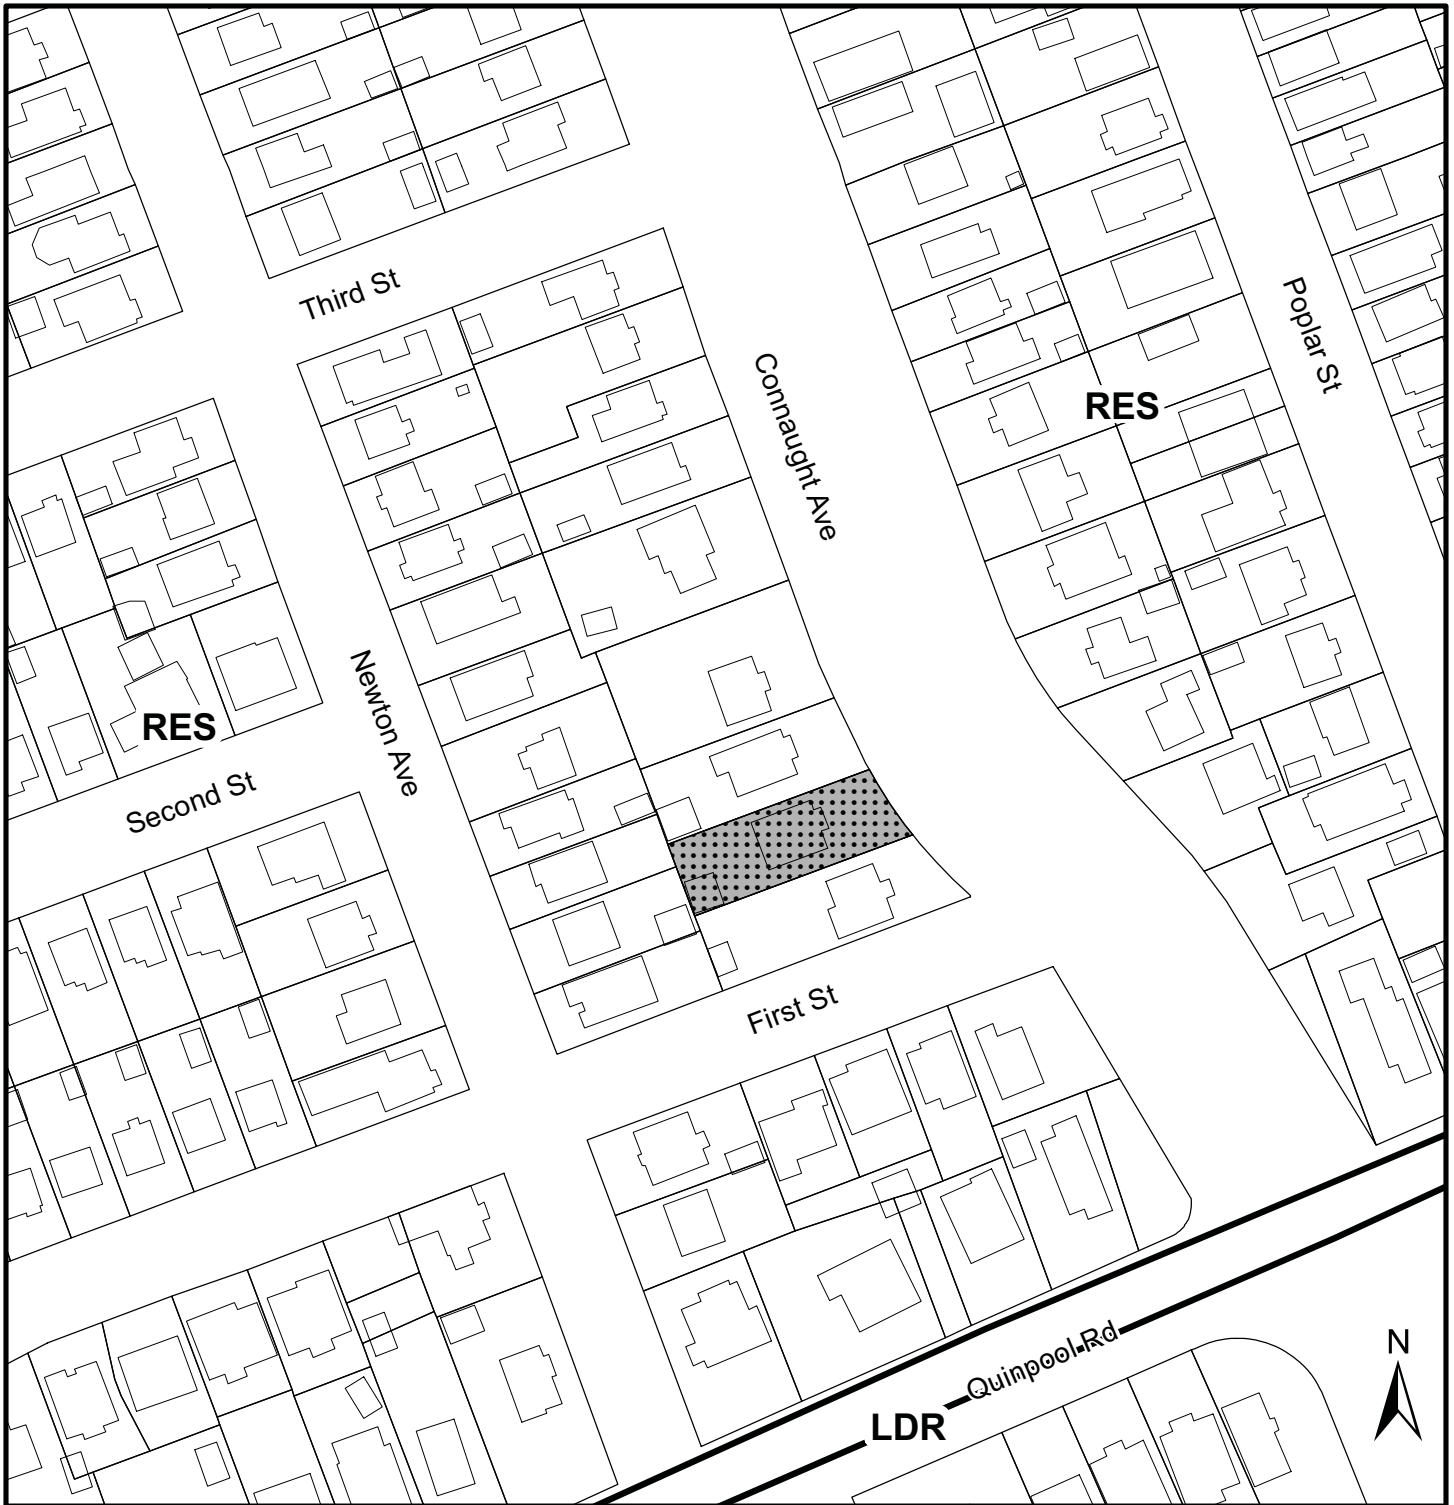 Third St
Poplar St
Connaught Ave
RES
Newton Ave
RES
Second St
First St
N
Quinpool Rd
LDR